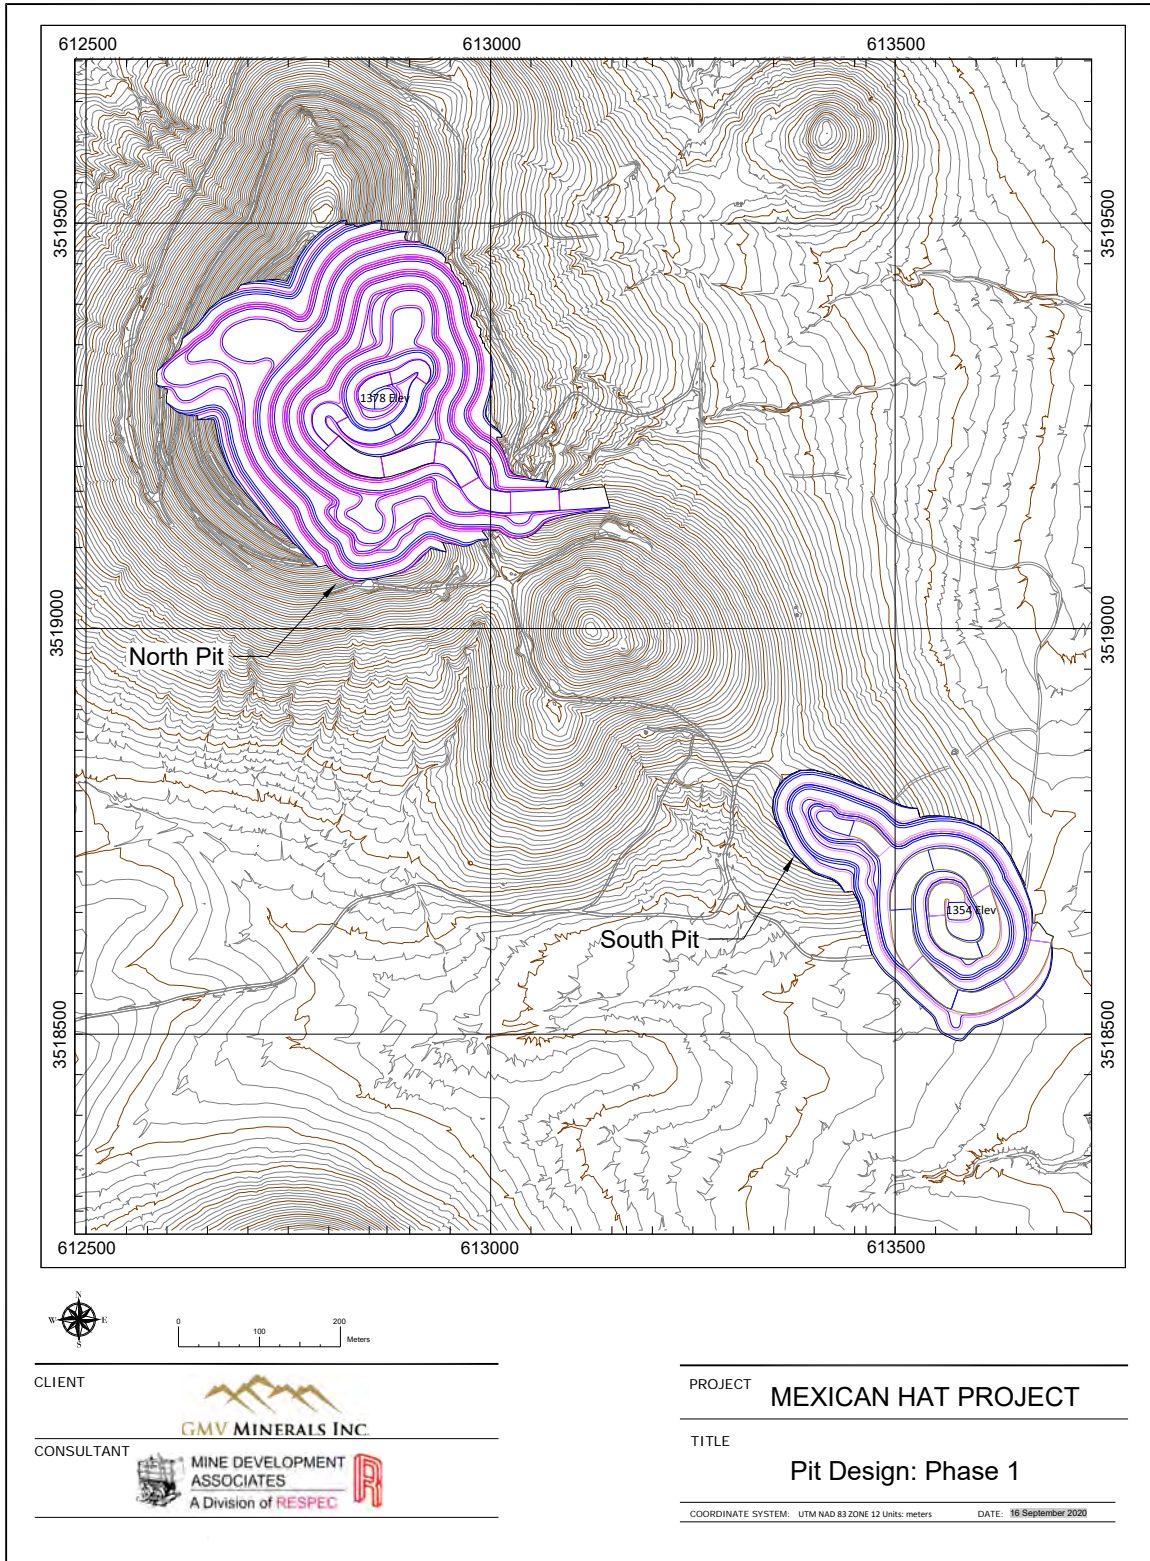 612500 613000 613500
3519500 3519500
1378 Elev
3519000 3519000
North Pit
1354 Elev
South Pit
3518500 3518500
612500 613000 613500
N
W E
S
0 100 200
Meters
CLIENT
GMV MINERALS INC.
CONSULTANT
MINE DEVELOPMENT
ASSOCIATES
A Division of RESPEC
R
PROJECT MEXICAN HAT PROJECT
TITLE
Pit Design: Phase 1
COORDINATE SYSTEM: UTM NAD 83 ZONE 12 Units: meters DATE: 16 September 2020